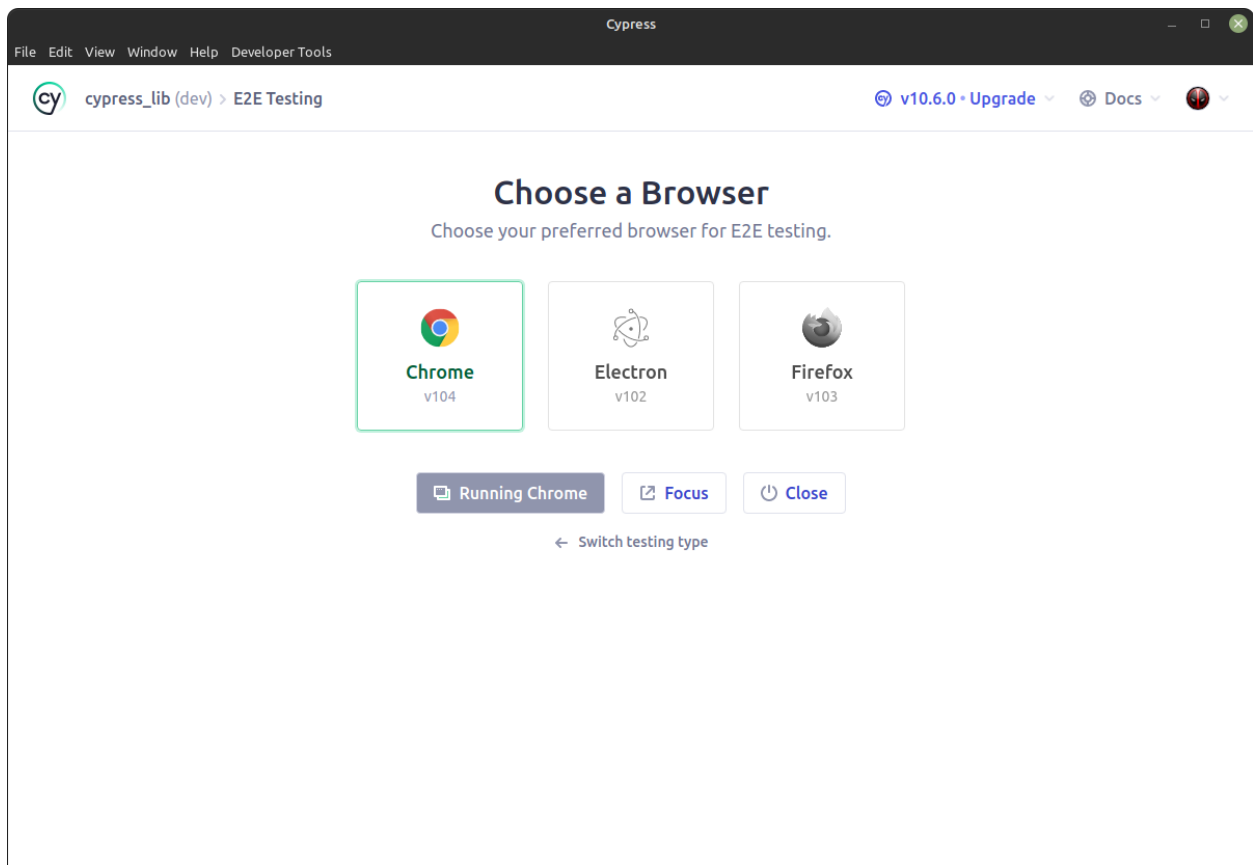 Cypress
File Edit View Window Help Developer Tools
cy cypress_lib (dev) > E2E Testing cy v10.6.0 • Upgrade Docs
Choose a Browser
Choose your preferred browser for E2E testing.
Chrome Electron Firefox
v104 v102 v103
Running Chrome Focus Close
← Switch testing type